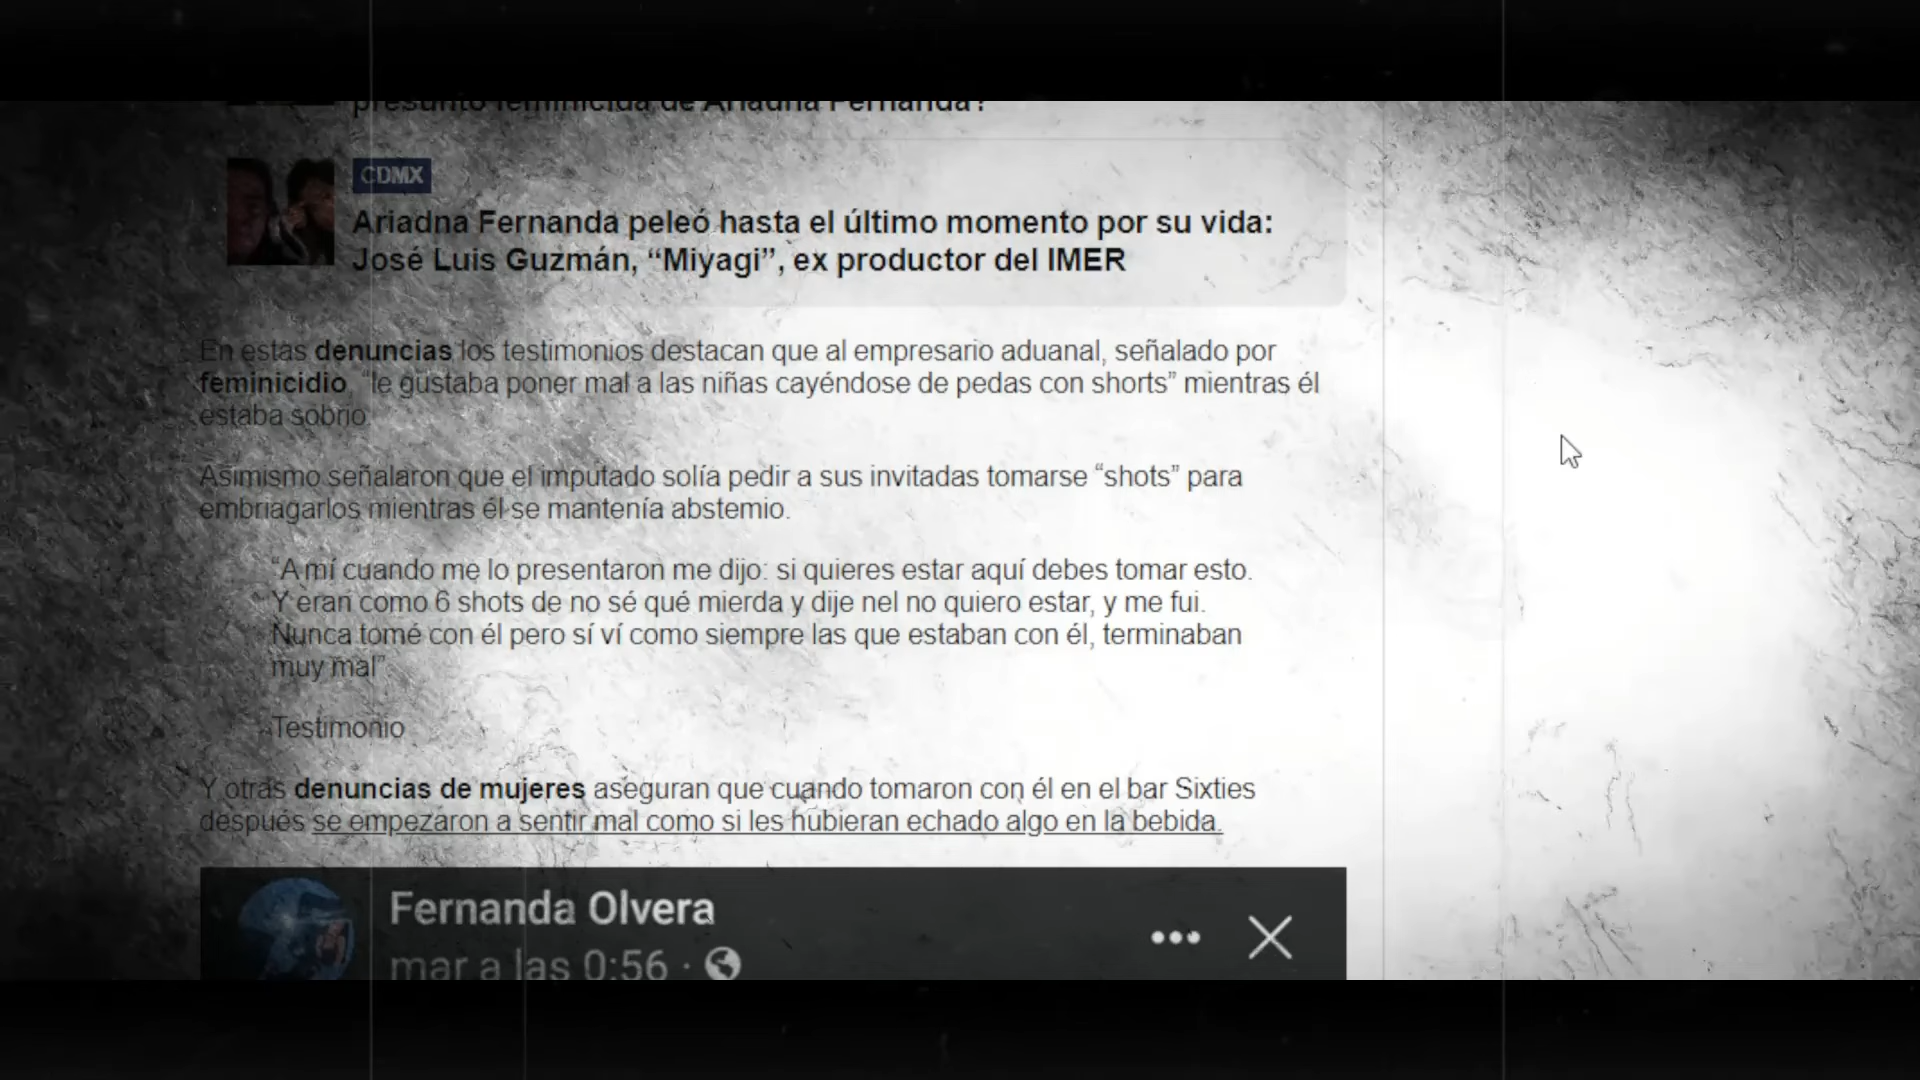 presunto feminicida de Ariadna Fernanda?
CDMX
Ariadna Fernanda peleó hasta el último momento por su vida:
José Luis Guzmán, “Miyagi”, ex productor del IMER
En estas denuncias los testimonios destacan que al empresario aduanal, señalado por
feminicidio, “le gustaba poner mal a las niñas cayéndose de pedas con shorts” mientras él
estaba sobrio.
Asimismo señalaron que el imputado solía pedir a sus invitadas tomarse “shots” para
embriagarlos mientras él se mantenía abstemio.
“A mí cuando me lo presentaron me dijo: si quieres estar aquí debes tomar esto.
Y eran como 6 shots de no sé qué mierda y dije nel no quiero estar, y me fui.
Nunca tomé con él pero sí ví como siempre las que estaban con él, terminaban
muy mal”
Testimonio
Y otras denuncias de mujeres aseguran que cuando tomaron con él en el bar Sixties
después se empezaron a sentir mal como si les hubieran echado algo en la bebida.
Fernanda Olvera
mar a las 0:56 ·